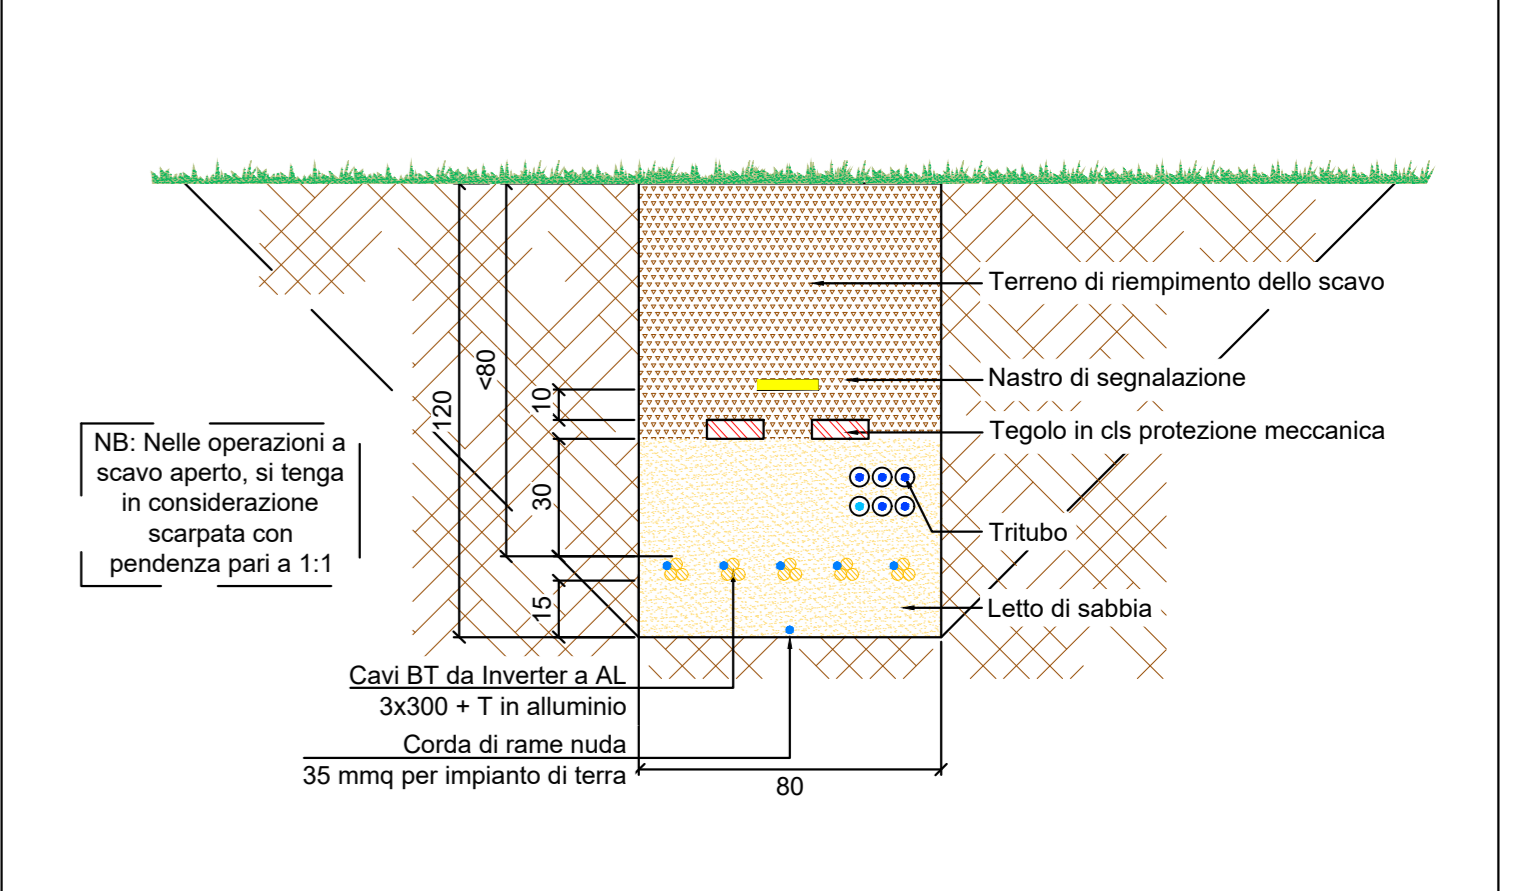 Terreno di riempimento dello scavo
Nastro di segnalazione
Tegolo in cls protezione meccanica
Tritubo
Letto di sabbia
120
<80
10
30
15
NB: Nelle operazioni a
scavo aperto, si tenga
in considerazione
scarpata con
pendenza pari a 1:1
Cavi BT da Inverter a AL
3x300 + T in alluminio
Corda di rame nuda
35 mmq per impianto di terra
80